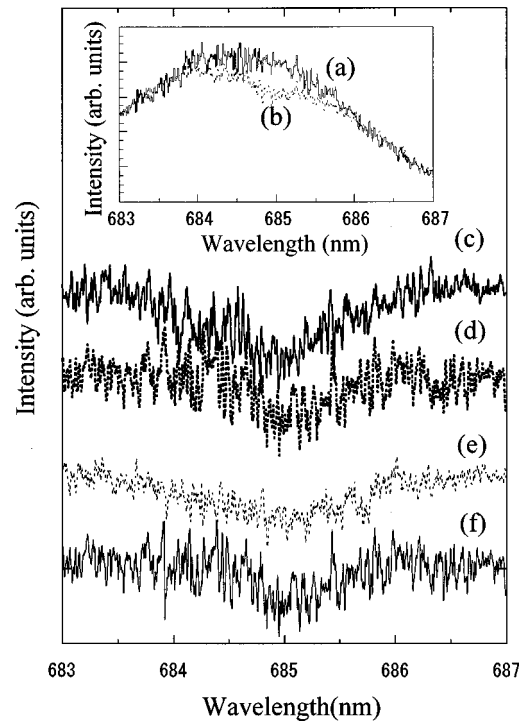 Intensity (arb. units)
(a)
(b)
683 684 685 686 687
Wavelength (nm)
Intensity (arb. units)
(c)
(d)
(e)
(f)
683 684 685 686 687
Wavelength(nm)